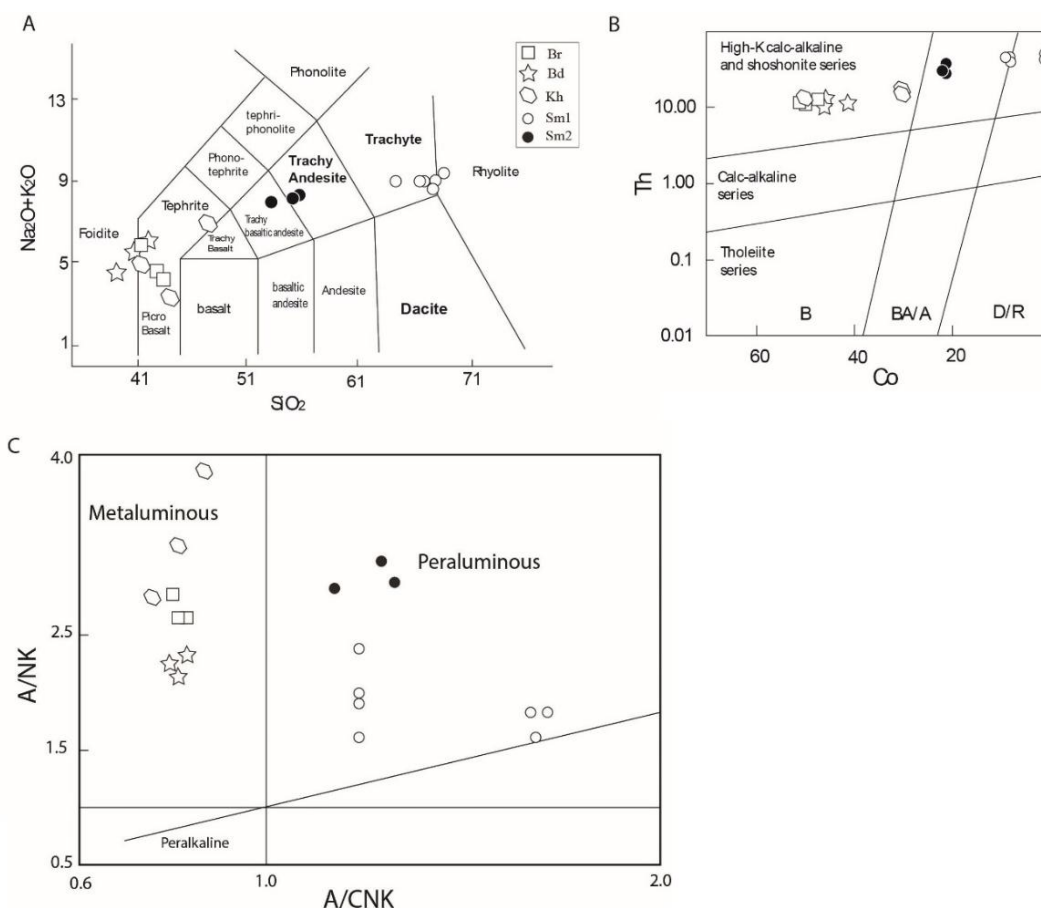 A
Phonolite
Br
Bd
Kh
Sm1
Sm2
13
tephri-
phonolite
Trachyte
Phono-
tephrite
Trachy
Andesite
Rhyolite
9
Tephrite
Foidite
Trachy
Basalt
Trachy
basaltic andesite
5
Picro
Basalt
basalt
basaltic
andesite
Andesite
Dacite
1
Na2O+K2O
41
51
61
71
SiO2
B
High-K calc-alkaline
and shoshonite series
10.00
Th
1.00
Calc-alkaline
series
0.1
Tholeiite
series
0.01
B
BA/A
D/R
60
40
20
Co
C
4.0
Metaluminous
Peraluminous
A/NK
2.5
1.5
Peralkaline
0.5
0.6
1.0
2.0
A/CNK